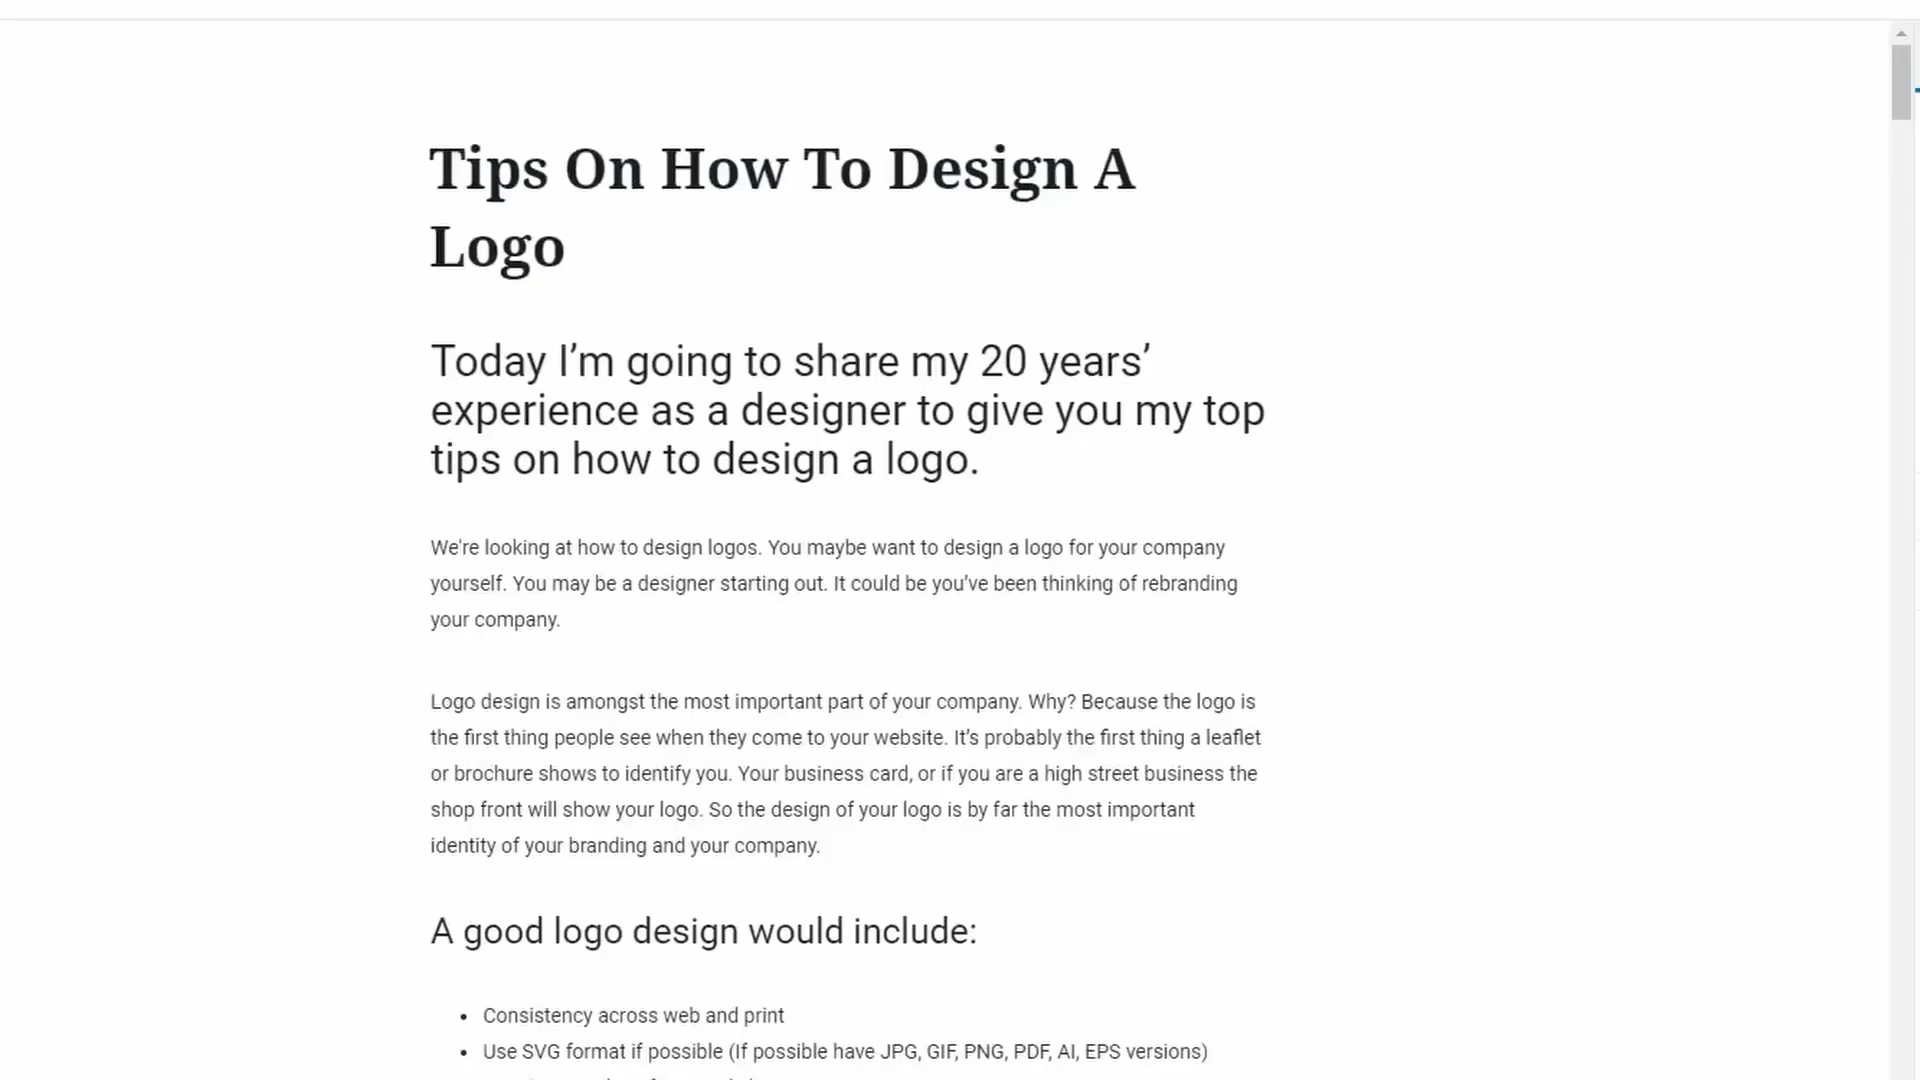 Tips On How To Design A
Logo
Today I’m going to share my 20 years’
experience as a designer to give you my top
tips on how to design a logo.
We're looking at how to design logos. You maybe want to design a logo for your company
yourself. You may be a designer starting out. It could be you’ve been thinking of rebranding
your company.
Logo design is amongst the most important part of your company. Why? Because the logo is
the first thing people see when they come to your website. It’s probably the first thing a leaflet
or brochure shows to identify you. Your business card, or if you are a high street business the
shop front will show your logo. So the design of your logo is by far the most important
identity of your branding and your company.
A good logo design would include:
• Consistency across web and print
• Use SVG format if possible (If possible have JPG, GIF, PNG, PDF, AI, EPS versions)